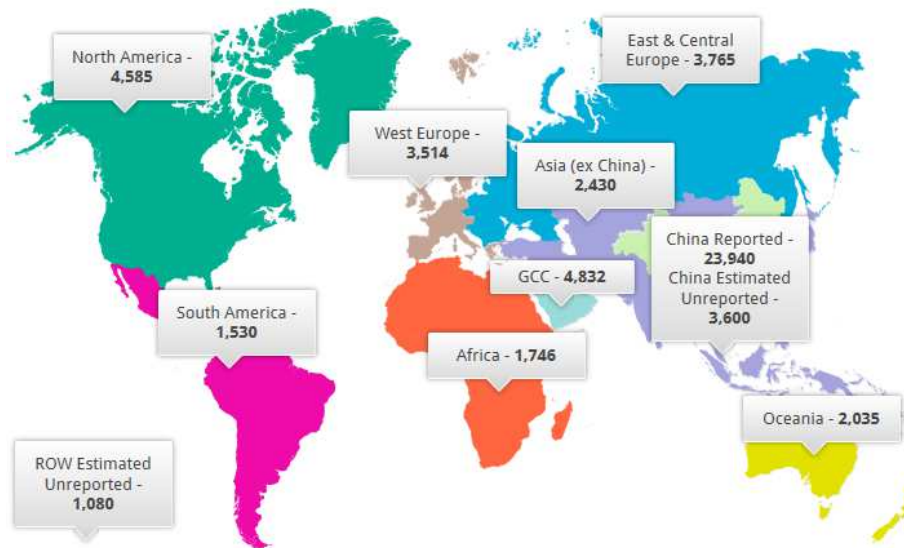 North America -
4,585
East & Central
Europe - 3,765
West Europe -
3,514
Asia (ex China) -
2,430
China Reported -
23,940
China Estimated
Unreported -
3,600
GCC - 4,832
South America -
1,530
Africa - 1,746
Oceania - 2,035
ROW Estimated
Unreported -
1,080